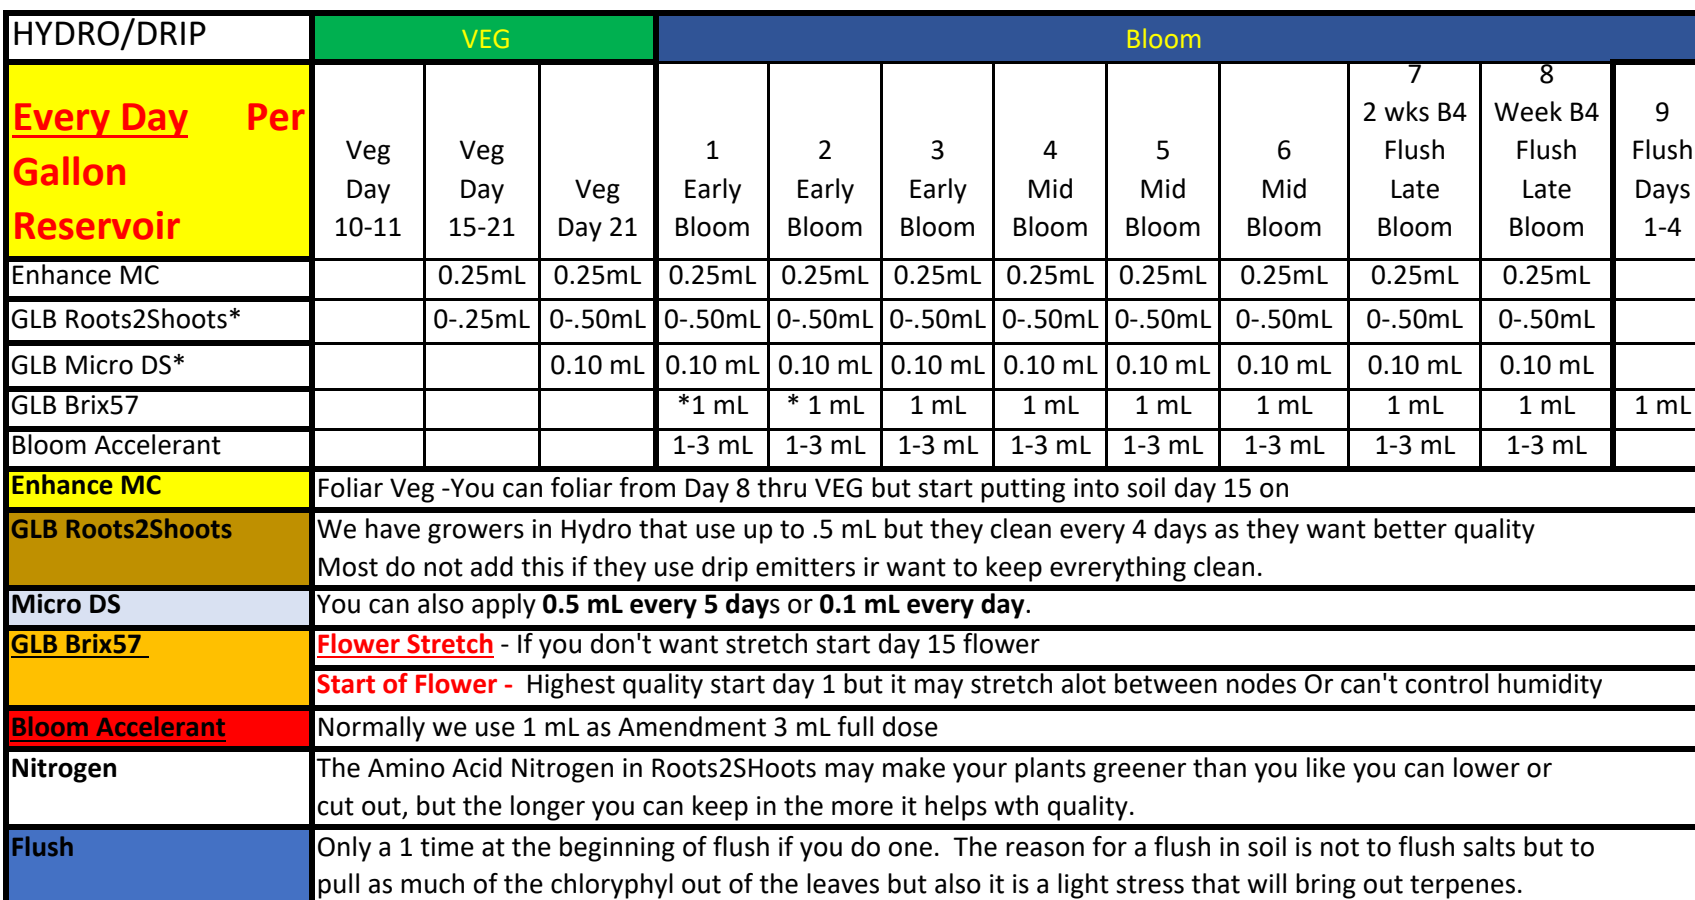 HYDRO/DRIP VEG Bloom
Every Day Per Gallon Reservoir
Veg Day 10-11
Veg Day 15-21
Veg Day 21
1 Early Bloom
2 Early Bloom
3 Early Bloom
4 Mid Bloom
5 Mid Bloom
6 Mid Bloom
7 2 wks B4 Flush Late Bloom
8 Week B4 Flush Late Bloom
9 Flush Days 1-4
Enhance MC 0.25mL 0.25mL 0.25mL 0.25mL 0.25mL 0.25mL 0.25mL 0.25mL 0.25mL 0.25mL
GLB Roots2Shoots* 0-.25mL 0-.50mL 0-.50mL 0-.50mL 0-.50mL 0-.50mL 0-.50mL 0-.50mL 0-.50mL 0-.50mL
GLB Micro DS* 0.10 mL 0.10 mL 0.10 mL 0.10 mL 0.10 mL 0.10 mL 0.10 mL 0.10 mL 0.10 mL
GLB Brix57 *1 mL * 1 mL 1 mL 1 mL 1 mL 1 mL 1 mL 1 mL 1 mL
Bloom Accelerant 1-3 mL 1-3 mL 1-3 mL 1-3 mL 1-3 mL 1-3 mL 1-3 mL 1-3 mL
Enhance MC Foliar Veg -You can foliar from Day 8 thru VEG but start putting into soil day 15 on
GLB Roots2Shoots We have growers in Hydro that use up to .5 mL but they clean every 4 days as they want better quality
Most do not add this if they use drip emitters ir want to keep evrerything clean.
Micro DS You can also apply 0.5 mL every 5 days or 0.1 mL every day.
GLB Brix57 Flower Stretch - If you don't want stretch start day 15 flower
Start of Flower - Highest quality start day 1 but it may stretch alot between nodes Or can't control humidity
Bloom Accelerant Normally we use 1 mL as Amendment 3 mL full dose
Nitrogen The Amino Acid Nitrogen in Roots2SHoots may make your plants greener than you like you can lower or
cut out, but the longer you can keep in the more it helps wth quality.
Flush Only a 1 time at the beginning of flush if you do one. The reason for a flush in soil is not to flush salts but to
pull as much of the chloryphyl out of the leaves but also it is a light stress that will bring out terpenes.